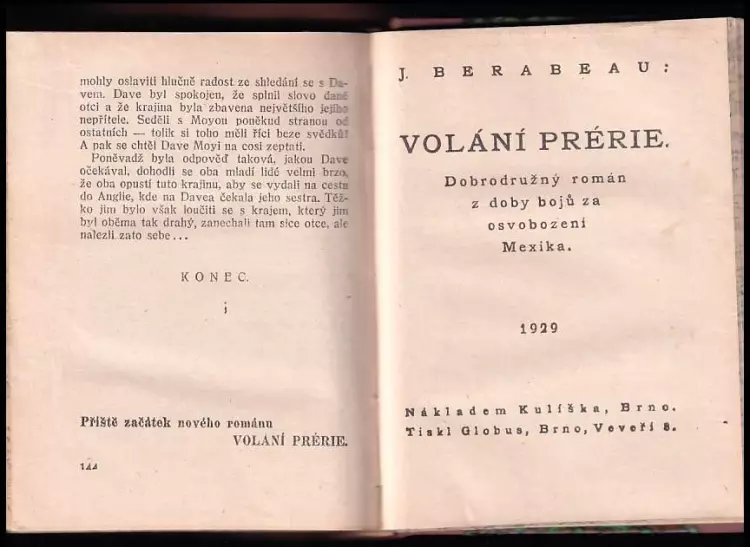 mohly oslaviti hlučně radost ze shledání se s Da-
vem. Dave byl spokojen, že splnil slovo dané
otci a že krajina byla zbavena největšího jejího
nepřítele. Seděli s Moyou poněkud stranou od
ostatních — tolik si toho měli říci beze svědků!
A pak se chtěl Dave Moyi na cosi zeptati.
Poněvadž byla odpověď taková, jakou Dave
očekával, dohodli se oba mladí lidé velmi brzo,
že oba opustí tuto krajinu, aby se vydali na cestu
do Anglie, kde na Davea čekala jeho sestra. Těž-
ko jim bylo však loučiti se s krajem, který jim
byl oběma tak drahý, zanechali tam sice otce, ale
nalezli zato sebe...
KONEC.
i
Příště začátek nového románu
VOLÁNÍ PRÉRIE.
144
J. BERABEAU:
VOLÁNÍ PRÉRIE.
Dobrodružný román
z doby bojů za
osvobození
Mexika.
1929
Nákladem Kulíška, Brno.
Tiskl Globus, Brno, Veveří 8.